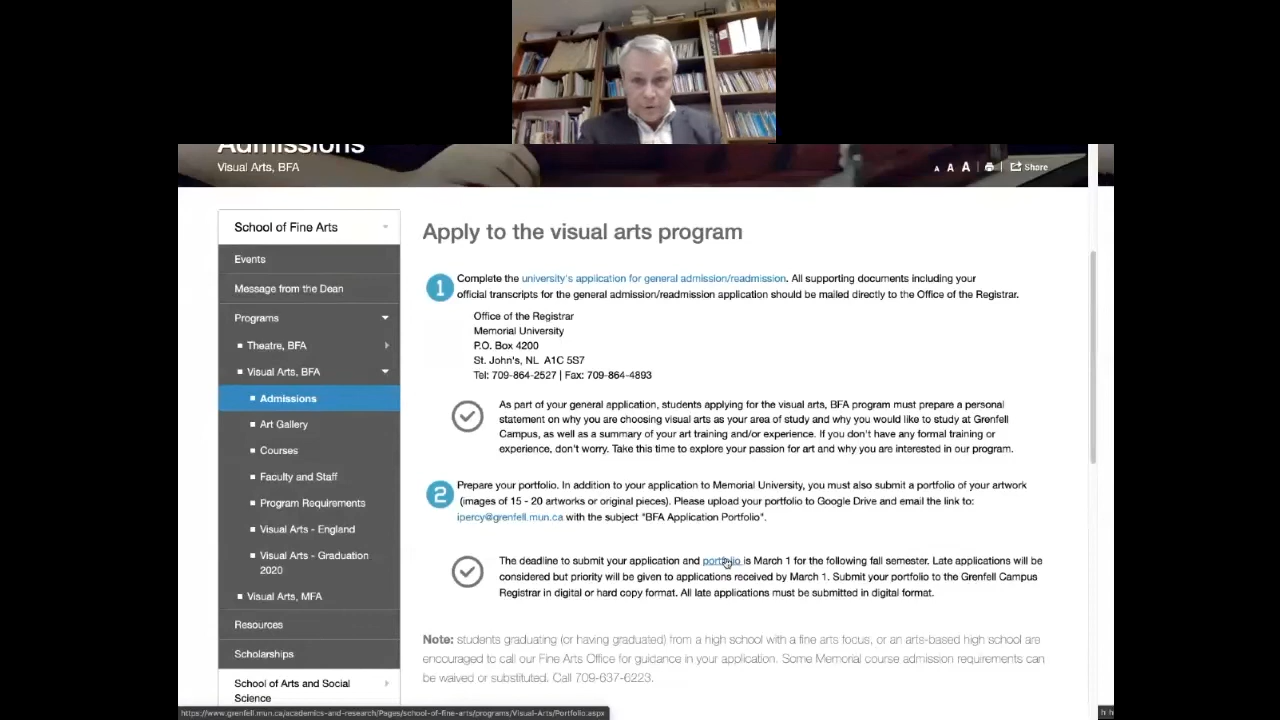 Admissions
Visual Arts, BFA
A A A | | Share
School of Fine Arts
Events
Message from the Dean
Programs
Theatre, BFA
Visual Arts, BFA
Admissions
Art Gallery
Courses
Faculty and Staff
Program Requirements
Visual Arts - England
Visual Arts - Graduation
2020
Visual Arts, MFA
Resources
Scholarships
School of Arts and Social
Science
Apply to the visual arts program
1
Complete the university's application for general admission/readmission. All supporting documents including your
official transcripts for the general admission/readmission application should be mailed directly to the Office of the Registrar.
Office of the Registrar
Memorial University
P.O. Box 4200
St. John's, NL A1C 5S7
Tel: 709-864-2527 | Fax: 709-864-4893
As part of your general application, students applying for the visual arts, BFA program must prepare a personal
statement on why you are choosing visual arts as your area of study and why you would like to study at Grenfell
Campus, as well as a summary of your art training and/or experience. If you don't have any formal training or
experience, don't worry. Take this time to explore your passion for art and why you are interested in our program.
2
Prepare your portfolio. In addition to your application to Memorial University, you must also submit a portfolio of your artwork
(images of 15 - 20 artworks or original pieces). Please upload your portfolio to Google Drive and email the link to:
ipercy@grenfell.mun.ca with the subject "BFA Application Portfolio".
The deadline to submit your application and portfolio is March 1 for the following fall semester. Late applications will be
considered but priority will be given to applications received by March 1. Submit your portfolio to the Grenfell Campus
Registrar in digital or hard copy format. All late applications must be submitted in digital format.
Note: students graduating (or having graduated) from a high school with a fine arts focus, or an arts-based high school are
encouraged to call our Fine Arts Office for guidance in your application. Some Memorial course admission requirements can
be waived or substituted. Call 709-637-6223.
https://www.grenfell.mun.ca/academics-and-research/Pages/school-of-fine-arts/programs/Visual-Arts/Portfolio.aspx